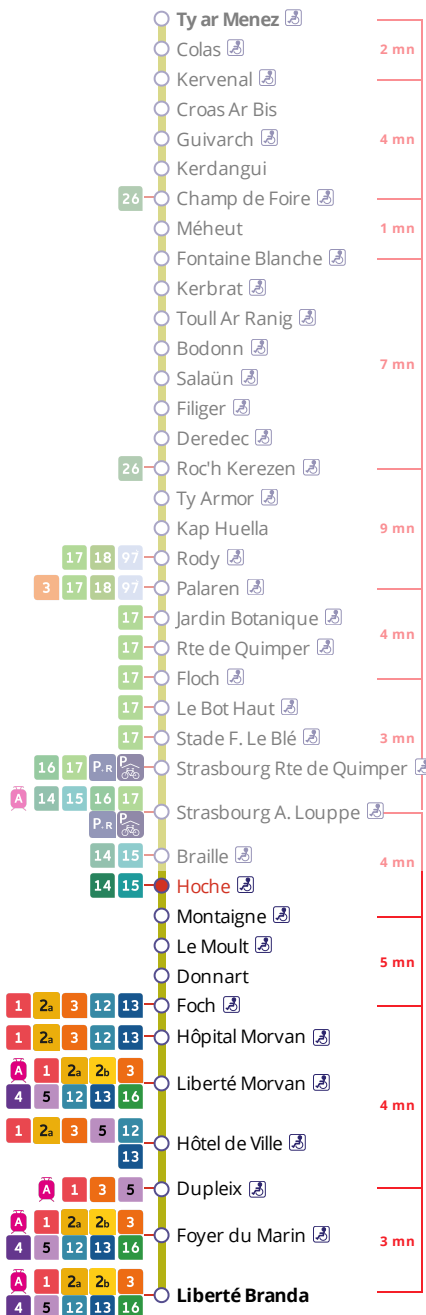 Ty ar Menez
Colas
2 mn
Kervenal
Croas Ar Bis
Guivarch
4 mn
Kerdangui
26 Champ de Foire
Méheut
1 mn
Fontaine Blanche
Kerbrat
Toull Ar Ranig
Bodonn
7 mn
Salaün
Filiger
Deredec
26 Roc'h Kerezen
Ty Armor
Kap Huella
9 mn
17 18 97 Rody
3 17 18 97 Palaren
17 Jardin Botanique
4 mn
17 Rte de Quimper
17 Floch
17 Le Bot Haut
17 Stade F. Le Blé
3 mn
16 17 P+R P Strasbourg Rte de Quimper
A 14 15 16 17
P+R P
Strasbourg A. Louppe
14 15 Braille
4 mn
14 15 Hoche
Montaigne
Le Moult
5 mn
Donnart
1 2a 3 12 13 Foch
1 2a 3 12 13 Hôpital Morvan
A 1 2a 2b 3
4 5 12 13 16
Liberté Morvan
4 mn
1 2a 3 5 12
13
Hôtel de Ville
A 1 3 5 Dupleix
A 1 2a 2b 3
4 5 12 13 16
Foyer du Marin
3 mn
A 1 2a 2b 3
4 5 12 13 16
Liberté Branda